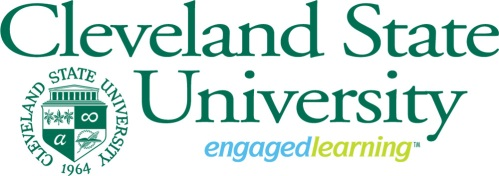 Cleveland State
University
engagedlearning™
CLEVELAND STATE UNIVERSITY
α ∞
1964